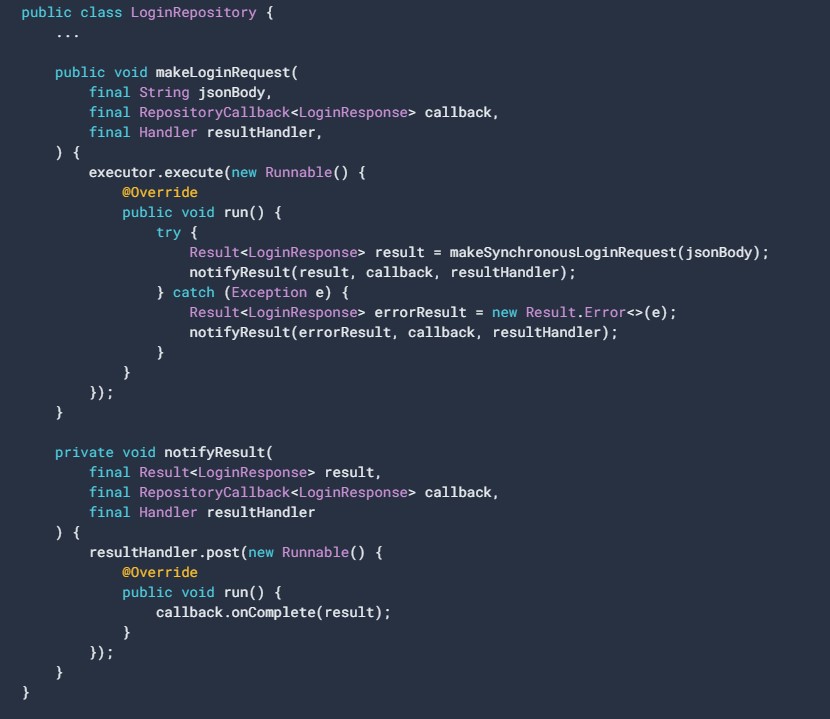 public class LoginRepository {
    ...

    public void makeLoginRequest(
        final String jsonBody,
        final RepositoryCallback<LoginResponse> callback,
        final Handler resultHandler,
    ) {
        executor.execute(new Runnable() {
            @Override
            public void run() {
                try {
                    Result<LoginResponse> result = makeSynchronousLoginRequest(jsonBody);
                    notifyResult(result, callback, resultHandler);
                } catch (Exception e) {
                    Result<LoginResponse> errorResult = new Result.Error<>(e);
                    notifyResult(errorResult, callback, resultHandler);
                }
            }
        });
    }

    private void notifyResult(
        final Result<LoginResponse> result,
        final RepositoryCallback<LoginResponse> callback,
        final Handler resultHandler
    ) {
        resultHandler.post(new Runnable() {
            @Override
            public void run() {
                callback.onComplete(result);
            }
        });
    }
}